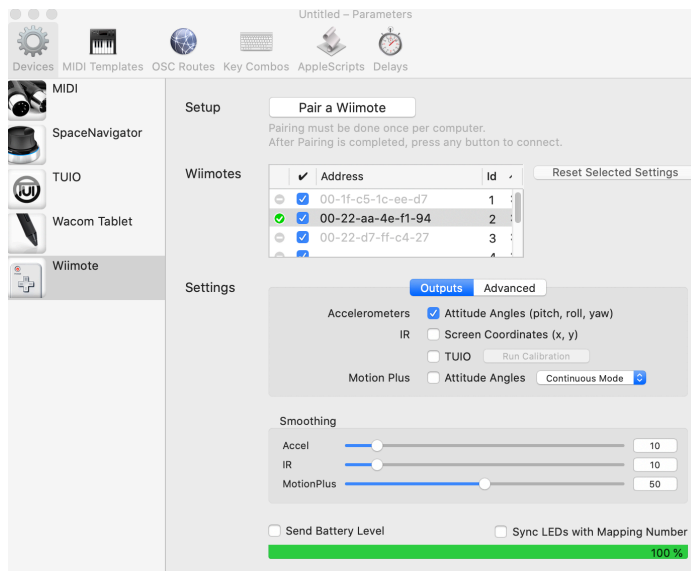 Untitled – Parameters
Devices MIDI Templates OSC Routes Key Combos AppleScripts Delays
MIDI
SpaceNavigator
TUIO
Wacom Tablet
Wiimote
Setup Pair a Wiimote
Pairing must be done once per computer.
After Pairing is completed, press any button to connect.
Wiimotes Reset Selected Settings
✔ Address Id
00-1f-c5-1c-ee-d7 1
00-22-aa-4e-f1-94 2
00-22-d7-ff-c4-27 3
Settings Outputs Advanced
Accelerometers Attitude Angles (pitch, roll, yaw)
IR Screen Coordinates (x, y)
TUIO Run Calibration
Motion Plus Attitude Angles Continuous Mode
Smoothing
Accel 10
IR 10
MotionPlus 50
Send Battery Level Sync LEDs with Mapping Number
100 %